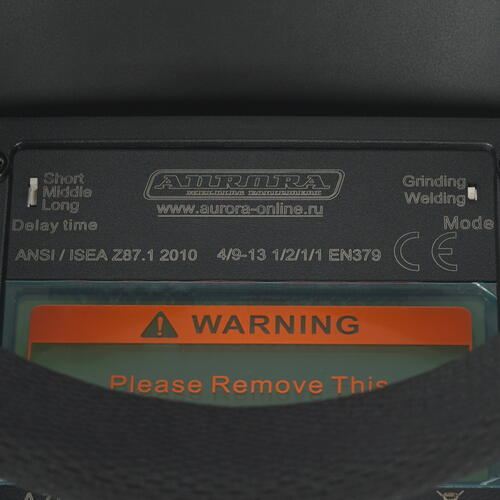 Short
Middle
Long
Delay time
AURORA
www.aurora-online.ru
Grinding
Welding
Mode
ANSI / ISEA Z87.1 2010 4/9-13 1/2/1/1 EN379 CE
WARNING
Please Remove This